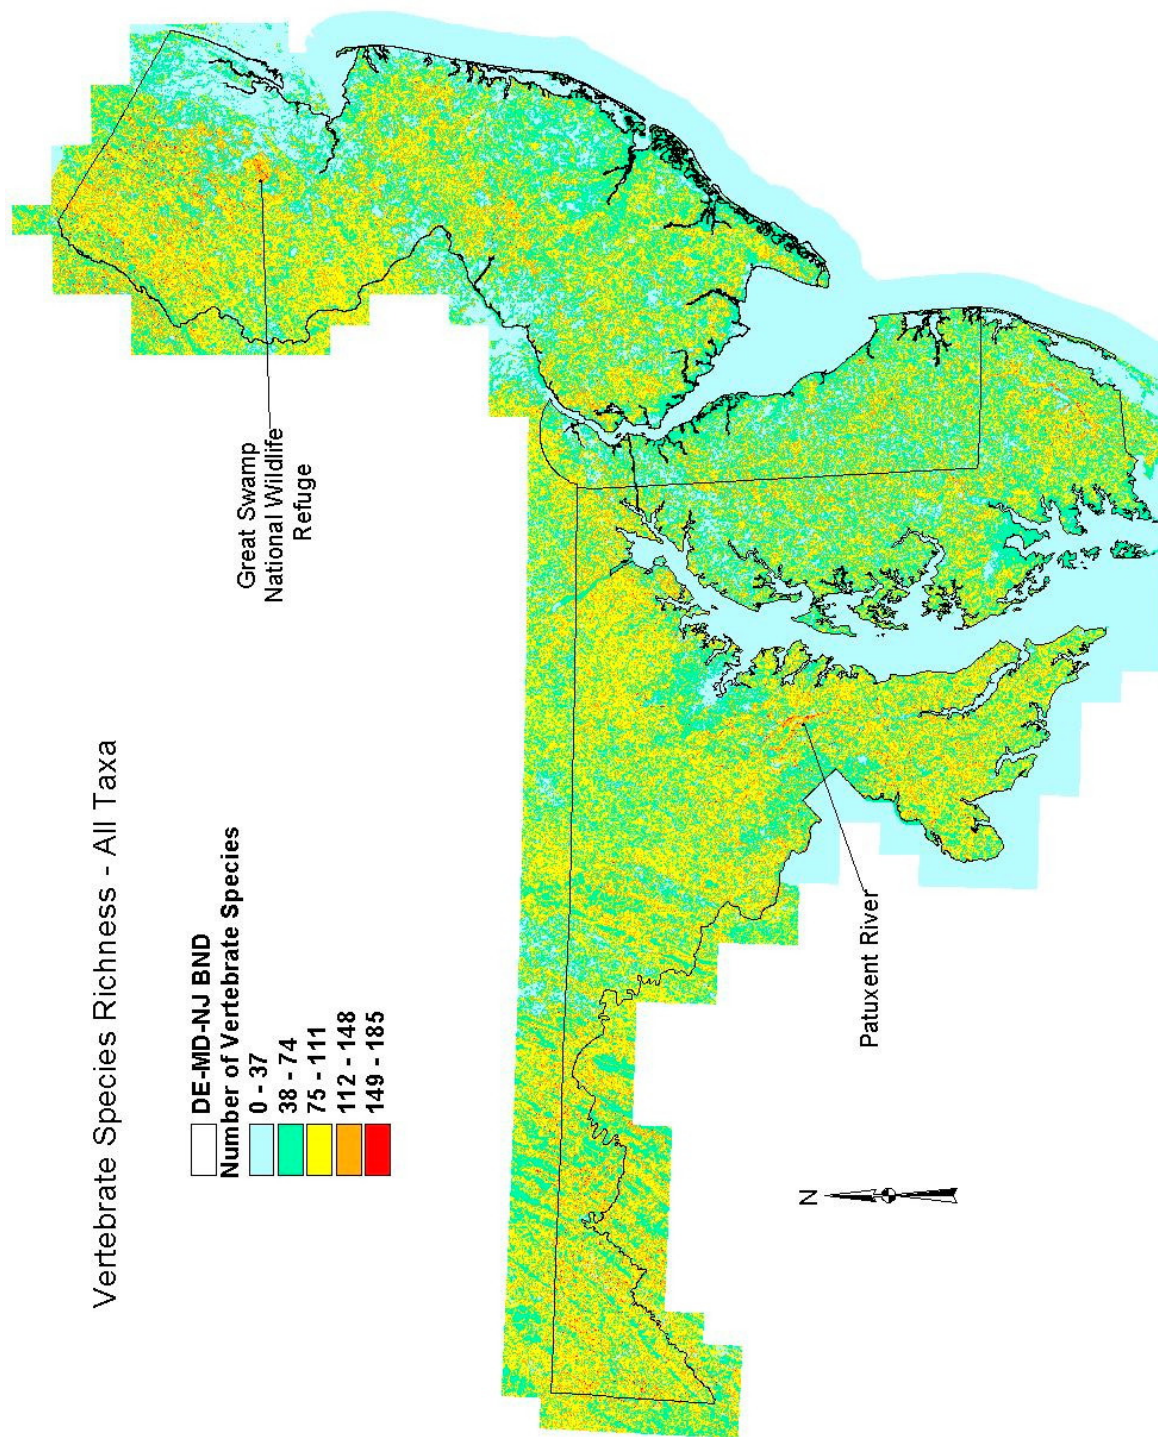 Vertebrate Species Richness - All Taxa
DE-MD-NJ BND
Number of Vertebrate Species
0 - 37
38 - 74
75 - 111
112 - 148
149 - 185
Great Swamp
National Wildlife
Refuge
Patuxent River
N